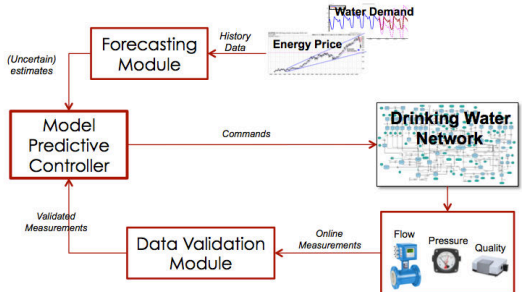 Water Demand
Energy Price
History
Data
Forecasting
Module
(Uncertain)
estimates
Model
Predictive
Controller
Commands
Drinking Water
Network
Validated
Measurements
Data Validation
Module
Online
Measurements
Flow
Pressure
Quality